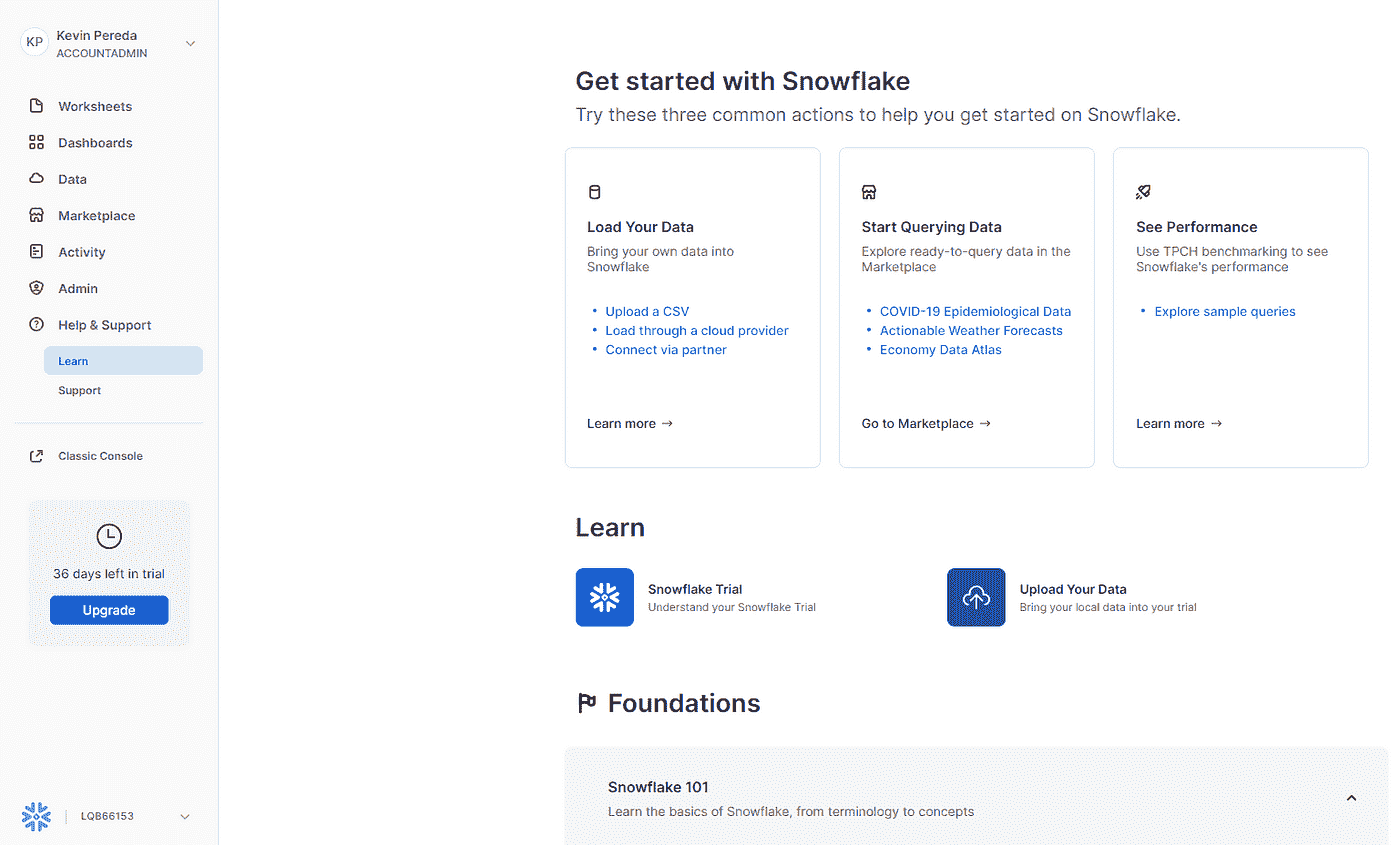 KP
Kevin Pereda
ACCOUNTADMIN
Worksheets
Dashboards
Data
Marketplace
Activity
Admin
Help & Support
Learn
Support
Classic Console
36 days left in trial
Upgrade
LQB66153
Get started with Snowflake
Try these three common actions to help you get started on Snowflake.
Load Your Data
Bring your own data into
Snowflake
• Upload a CSV
• Load through a cloud provider
• Connect via partner
Learn more →
Start Querying Data
Explore ready-to-query data in the
Marketplace
• COVID-19 Epidemiological Data
• Actionable Weather Forecasts
• Economy Data Atlas
Go to Marketplace →
See Performance
Use TPCH benchmarking to see
Snowflake's performance
• Explore sample queries
Learn more →
Learn
Snowflake Trial
Understand your Snowflake Trial
Upload Your Data
Bring your local data into your trial
Foundations
Snowflake 101
Learn the basics of Snowflake, from terminology to concepts